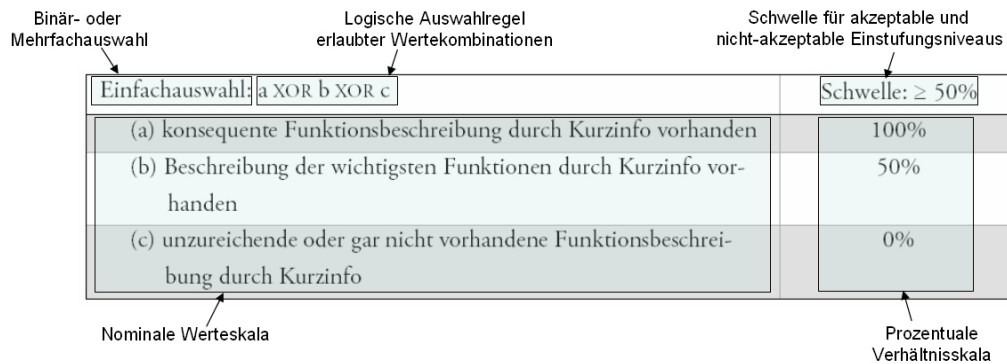 Binär- oder
Mehrfachauswahl
Logische Auswahlregel
erlaubter Wertekombinationen
Schwelle für akzeptable und
nicht-akzeptable Einstufungsniveaus
Einfachauswahl: a XOR b XOR c
Schwelle: ≥ 50%
(a) konsequente Funktionsbeschreibung durch Kurzinfo vorhanden
100%
(b) Beschreibung der wichtigsten Funktionen durch Kurzinfo vor-
handen
50%
(c) unzureichende oder gar nicht vorhandene Funktionsbeschrei-
bung durch Kurzinfo
0%
Nominale Werteskala
Prozentuale
Verhältnisskala